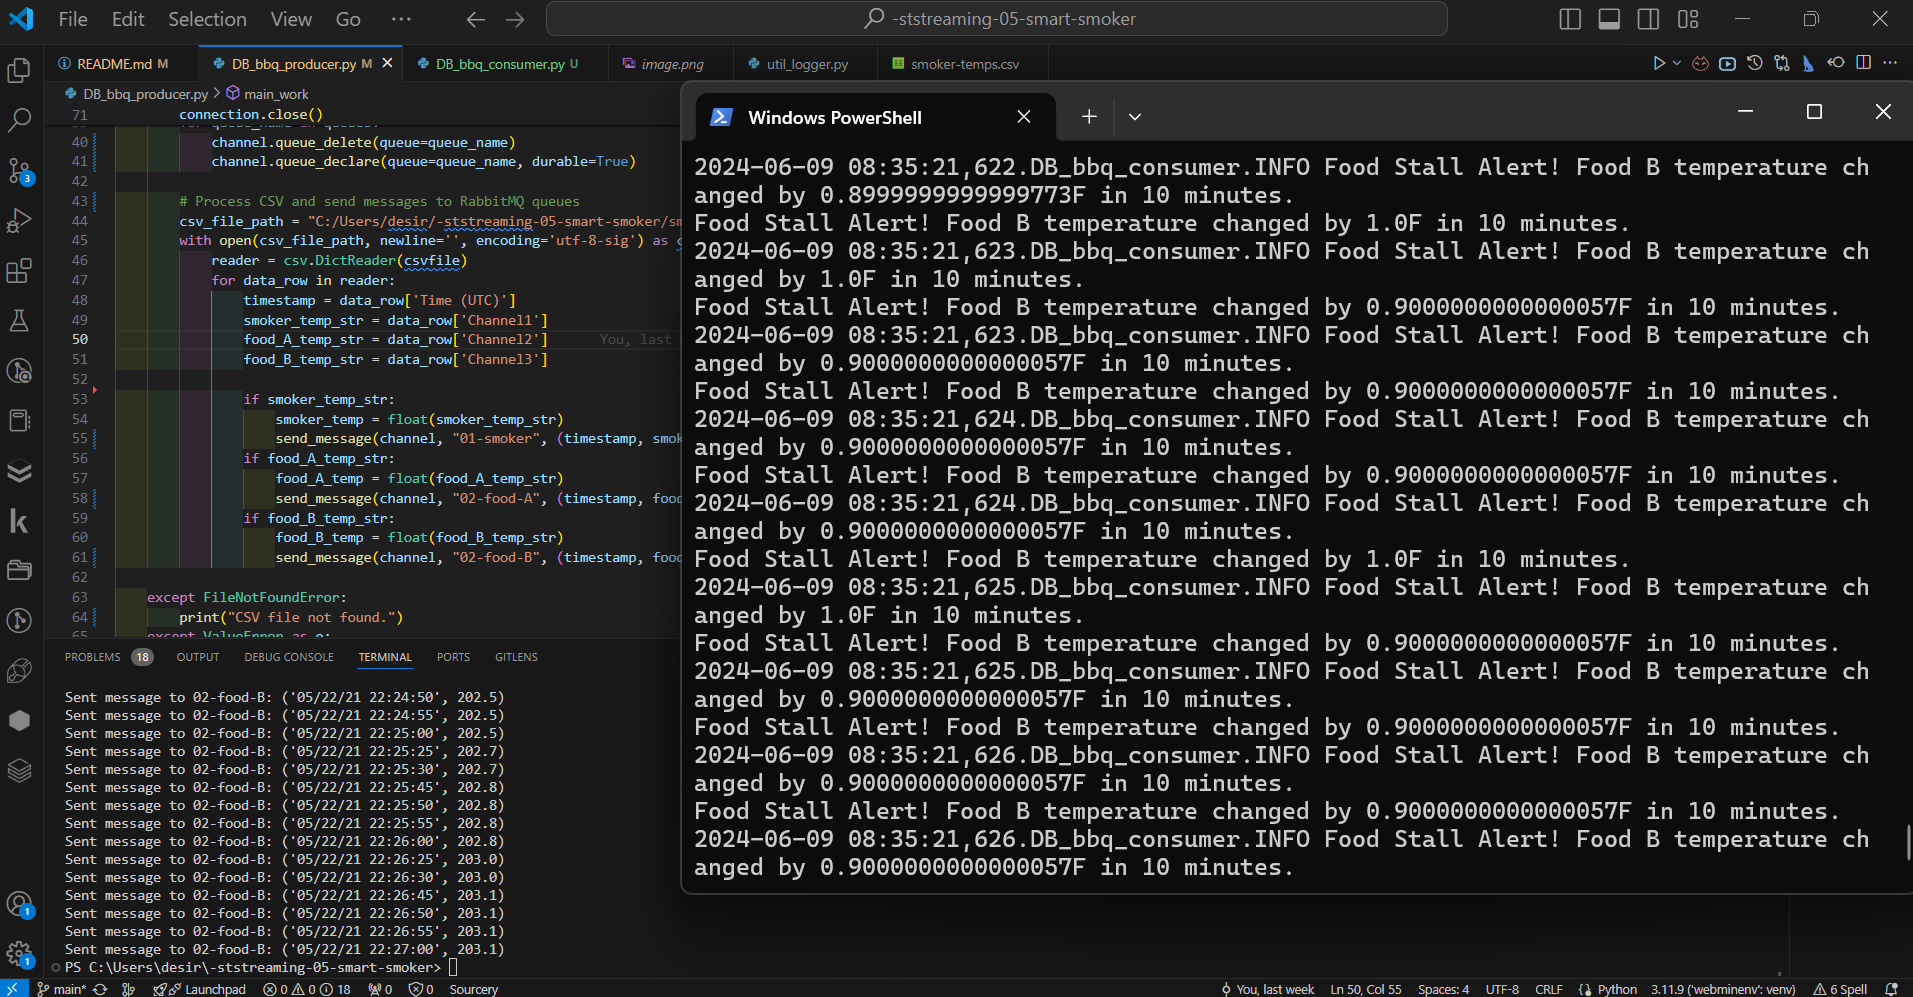 File Edit Selection View Go ··· -ststreaming-05-smart-smoker
README.md M DB_bbq_producer.py M DB_bbq_consumer.py U image.png util_logger.py smoker-temps.csv
DB_bbq_producer.py > main_work
71 connection.close()
40 channel.queue_delete(queue=queue_name)
41 channel.queue_declare(queue=queue_name, durable=True)
42
43 # Process CSV and send messages to RabbitMQ queues
44 csv_file_path = "C:/Users/desir/-ststreaming-05-smart-smoker/sm
45 with open(csv_file_path, newline='', encoding='utf-8-sig') as c
46 reader = csv.DictReader(csvfile)
47 for data_row in reader:
48 timestamp = data_row['Time (UTC)']
49 smoker_temp_str = data_row['Channel1']
50 food_A_temp_str = data_row['Channel2'] You, last
51 food_B_temp_str = data_row['Channel3']
52
53 if smoker_temp_str:
54 smoker_temp = float(smoker_temp_str)
55 send_message(channel, "01-smoker", (timestamp, smok
56 if food_A_temp_str:
57 food_A_temp = float(food_A_temp_str)
58 send_message(channel, "02-food-A", (timestamp, food
59 if food_B_temp_str:
60 food_B_temp = float(food_B_temp_str)
61 send_message(channel, "02-food-B", (timestamp, food
62
63 except FileNotFoundError:
64 print("CSV file not found.")
65 except ValueError as e:
PROBLEMS 18 OUTPUT DEBUG CONSOLE TERMINAL PORTS GITLENS
Sent message to 02-food-B: ('05/22/21 22:24:50', 202.5)
Sent message to 02-food-B: ('05/22/21 22:24:55', 202.5)
Sent message to 02-food-B: ('05/22/21 22:25:00', 202.5)
Sent message to 02-food-B: ('05/22/21 22:25:25', 202.7)
Sent message to 02-food-B: ('05/22/21 22:25:30', 202.7)
Sent message to 02-food-B: ('05/22/21 22:25:45', 202.8)
Sent message to 02-food-B: ('05/22/21 22:25:50', 202.8)
Sent message to 02-food-B: ('05/22/21 22:25:55', 202.8)
Sent message to 02-food-B: ('05/22/21 22:26:00', 202.8)
Sent message to 02-food-B: ('05/22/21 22:26:25', 203.0)
Sent message to 02-food-B: ('05/22/21 22:26:30', 203.0)
Sent message to 02-food-B: ('05/22/21 22:26:45', 203.1)
Sent message to 02-food-B: ('05/22/21 22:26:50', 203.1)
Sent message to 02-food-B: ('05/22/21 22:26:55', 203.1)
Sent message to 02-food-B: ('05/22/21 22:27:00', 203.1)
PS C:\Users\desir\-ststreaming-05-smart-smoker>
Windows PowerShell
2024-06-09 08:35:21,622.DB_bbq_consumer.INFO Food Stall Alert! Food B temperature ch
anged by 0.8999999999999773F in 10 minutes.
Food Stall Alert! Food B temperature changed by 1.0F in 10 minutes.
2024-06-09 08:35:21,623.DB_bbq_consumer.INFO Food Stall Alert! Food B temperature ch
anged by 1.0F in 10 minutes.
Food Stall Alert! Food B temperature changed by 0.9000000000000057F in 10 minutes.
2024-06-09 08:35:21,623.DB_bbq_consumer.INFO Food Stall Alert! Food B temperature ch
anged by 0.9000000000000057F in 10 minutes.
Food Stall Alert! Food B temperature changed by 0.9000000000000057F in 10 minutes.
2024-06-09 08:35:21,624.DB_bbq_consumer.INFO Food Stall Alert! Food B temperature ch
anged by 0.9000000000000057F in 10 minutes.
Food Stall Alert! Food B temperature changed by 0.9000000000000057F in 10 minutes.
2024-06-09 08:35:21,624.DB_bbq_consumer.INFO Food Stall Alert! Food B temperature ch
anged by 0.9000000000000057F in 10 minutes.
Food Stall Alert! Food B temperature changed by 1.0F in 10 minutes.
2024-06-09 08:35:21,625.DB_bbq_consumer.INFO Food Stall Alert! Food B temperature ch
anged by 1.0F in 10 minutes.
Food Stall Alert! Food B temperature changed by 0.9000000000000057F in 10 minutes.
2024-06-09 08:35:21,625.DB_bbq_consumer.INFO Food Stall Alert! Food B temperature ch
anged by 0.9000000000000057F in 10 minutes.
Food Stall Alert! Food B temperature changed by 0.9000000000000057F in 10 minutes.
2024-06-09 08:35:21,626.DB_bbq_consumer.INFO Food Stall Alert! Food B temperature ch
anged by 0.9000000000000057F in 10 minutes.
Food Stall Alert! Food B temperature changed by 0.9000000000000057F in 10 minutes.
2024-06-09 08:35:21,626.DB_bbq_consumer.INFO Food Stall Alert! Food B temperature ch
anged by 0.9000000000000057F in 10 minutes.
main* Launchpad 0 0 18 0 0 Sourcery You, last week Ln 50, Col 55 Spaces: 4 UTF-8 CRLF Python 3.11.9 ('webminenv': venv) 6 Spell